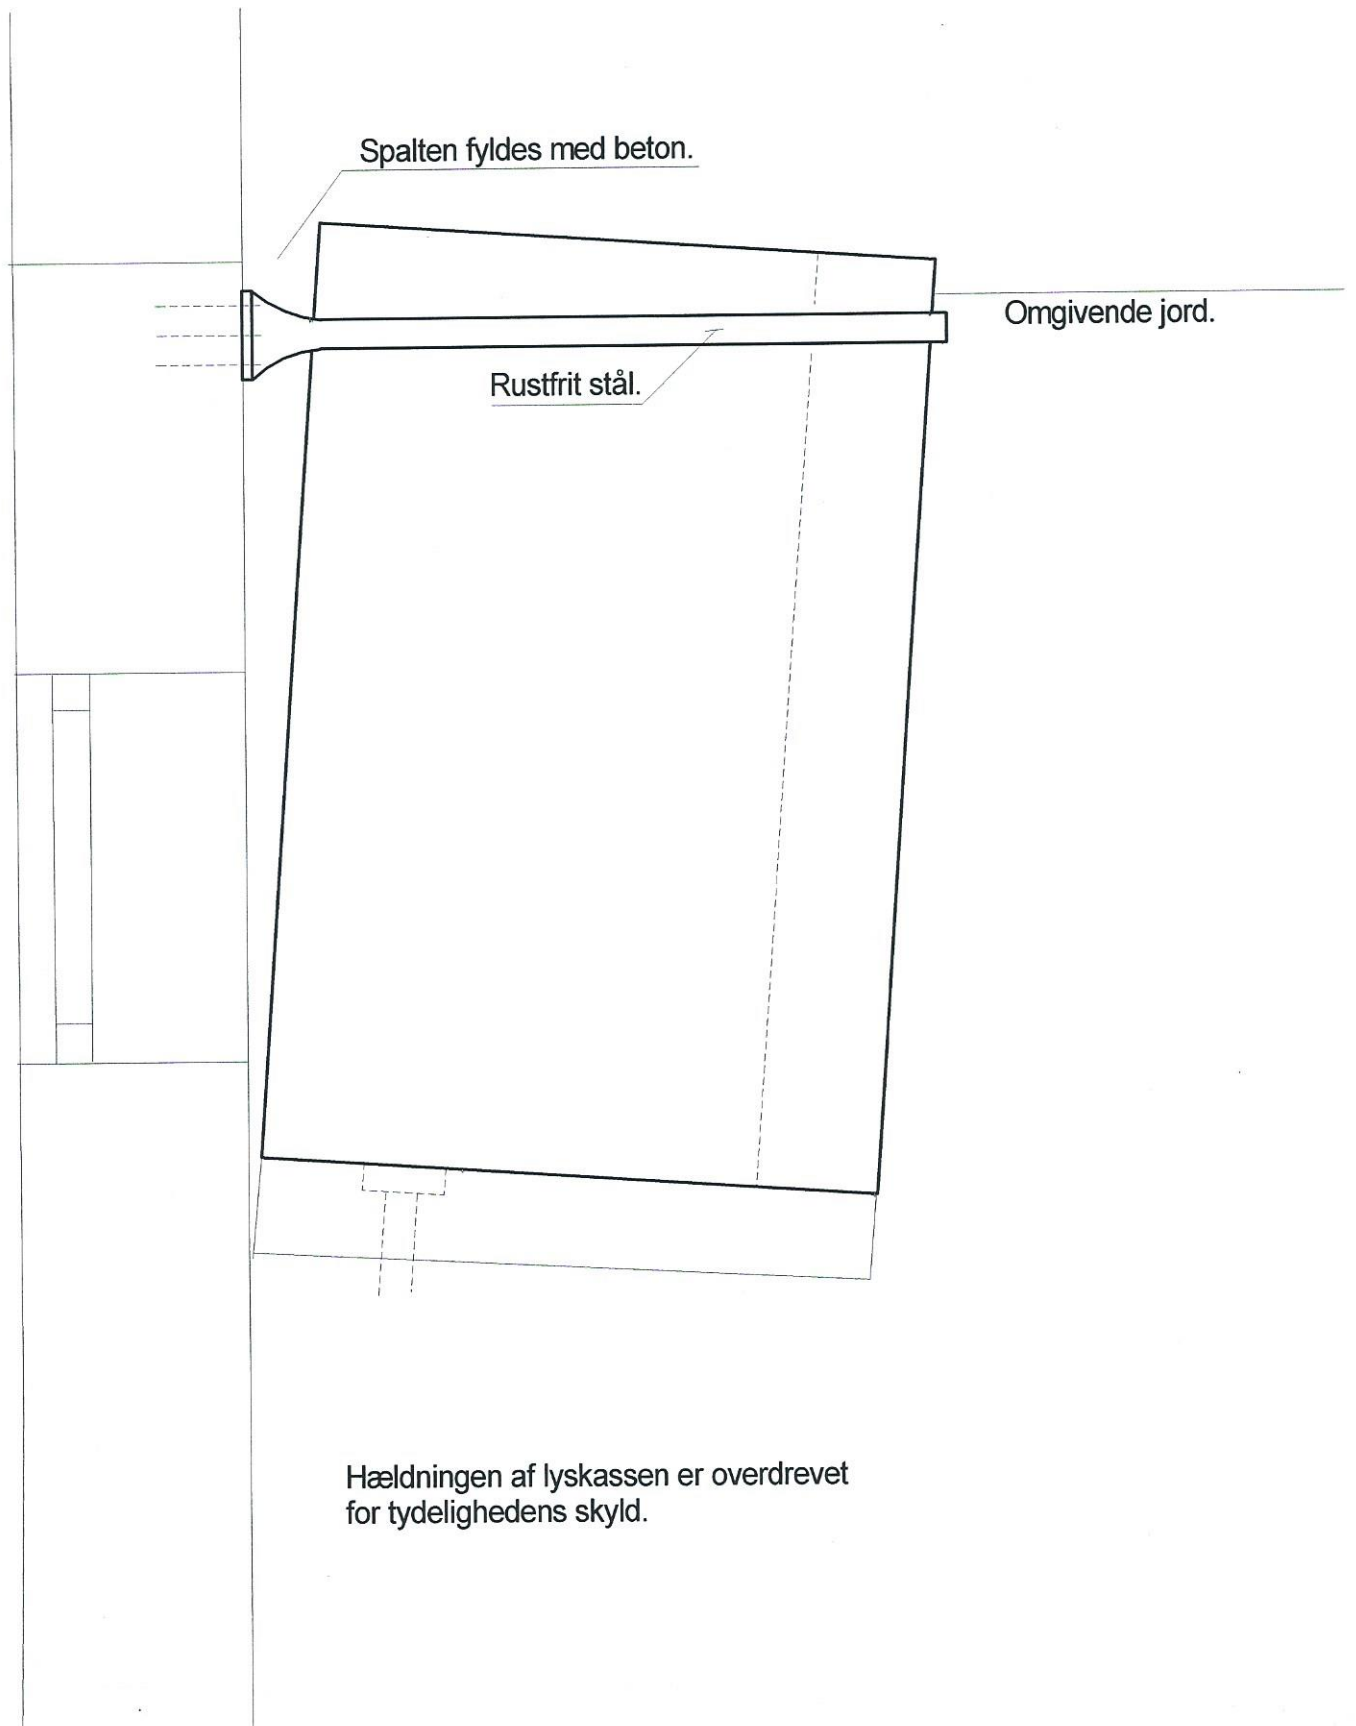 Spalten fyldes med beton.
Omgivende jord.
Rustfrit stål.
Hældningen af lyskassen er overdrevet
for tydelighedens skyld.